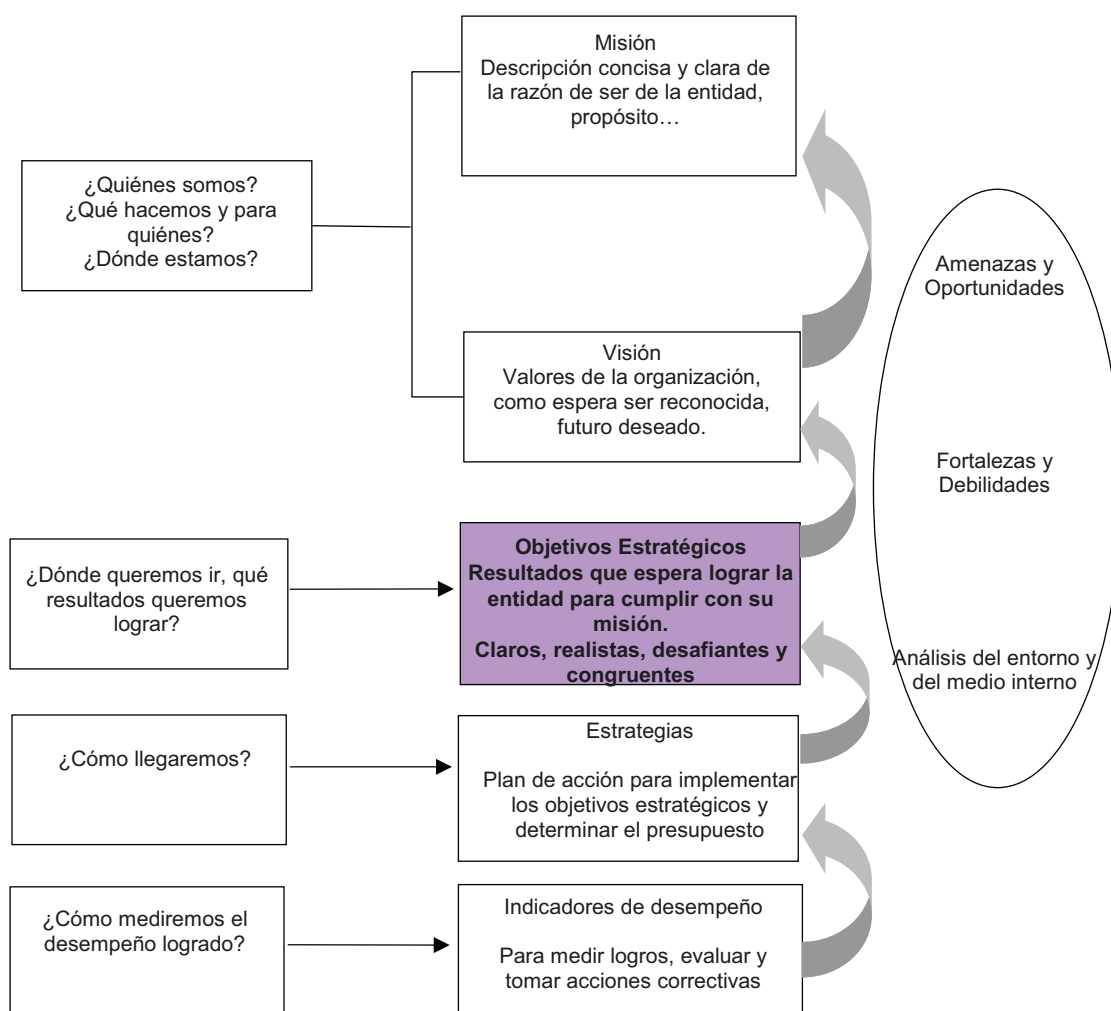 Misión
Descripción concisa y clara de
la razón de ser de la entidad,
propósito…
¿Quiénes somos?
¿Qué hacemos y para
quiénes?
¿Dónde estamos?
Visión
Valores de la organización,
como espera ser reconocida,
futuro deseado.
Amenazas y
Oportunidades
Fortalezas y
Debilidades
Análisis del entorno y
del medio interno
¿Dónde queremos ir, qué
resultados queremos
lograr?
Objetivos Estratégicos
Resultados que espera lograr la
entidad para cumplir con su
misión.
Claros, realistas, desafiantes y
congruentes
¿Cómo llegaremos?
Estrategias
Plan de acción para implementar
los objetivos estratégicos y
determinar el presupuesto
¿Cómo mediremos el
desempeño logrado?
Indicadores de desempeño
Para medir logros, evaluar y
tomar acciones correctivas